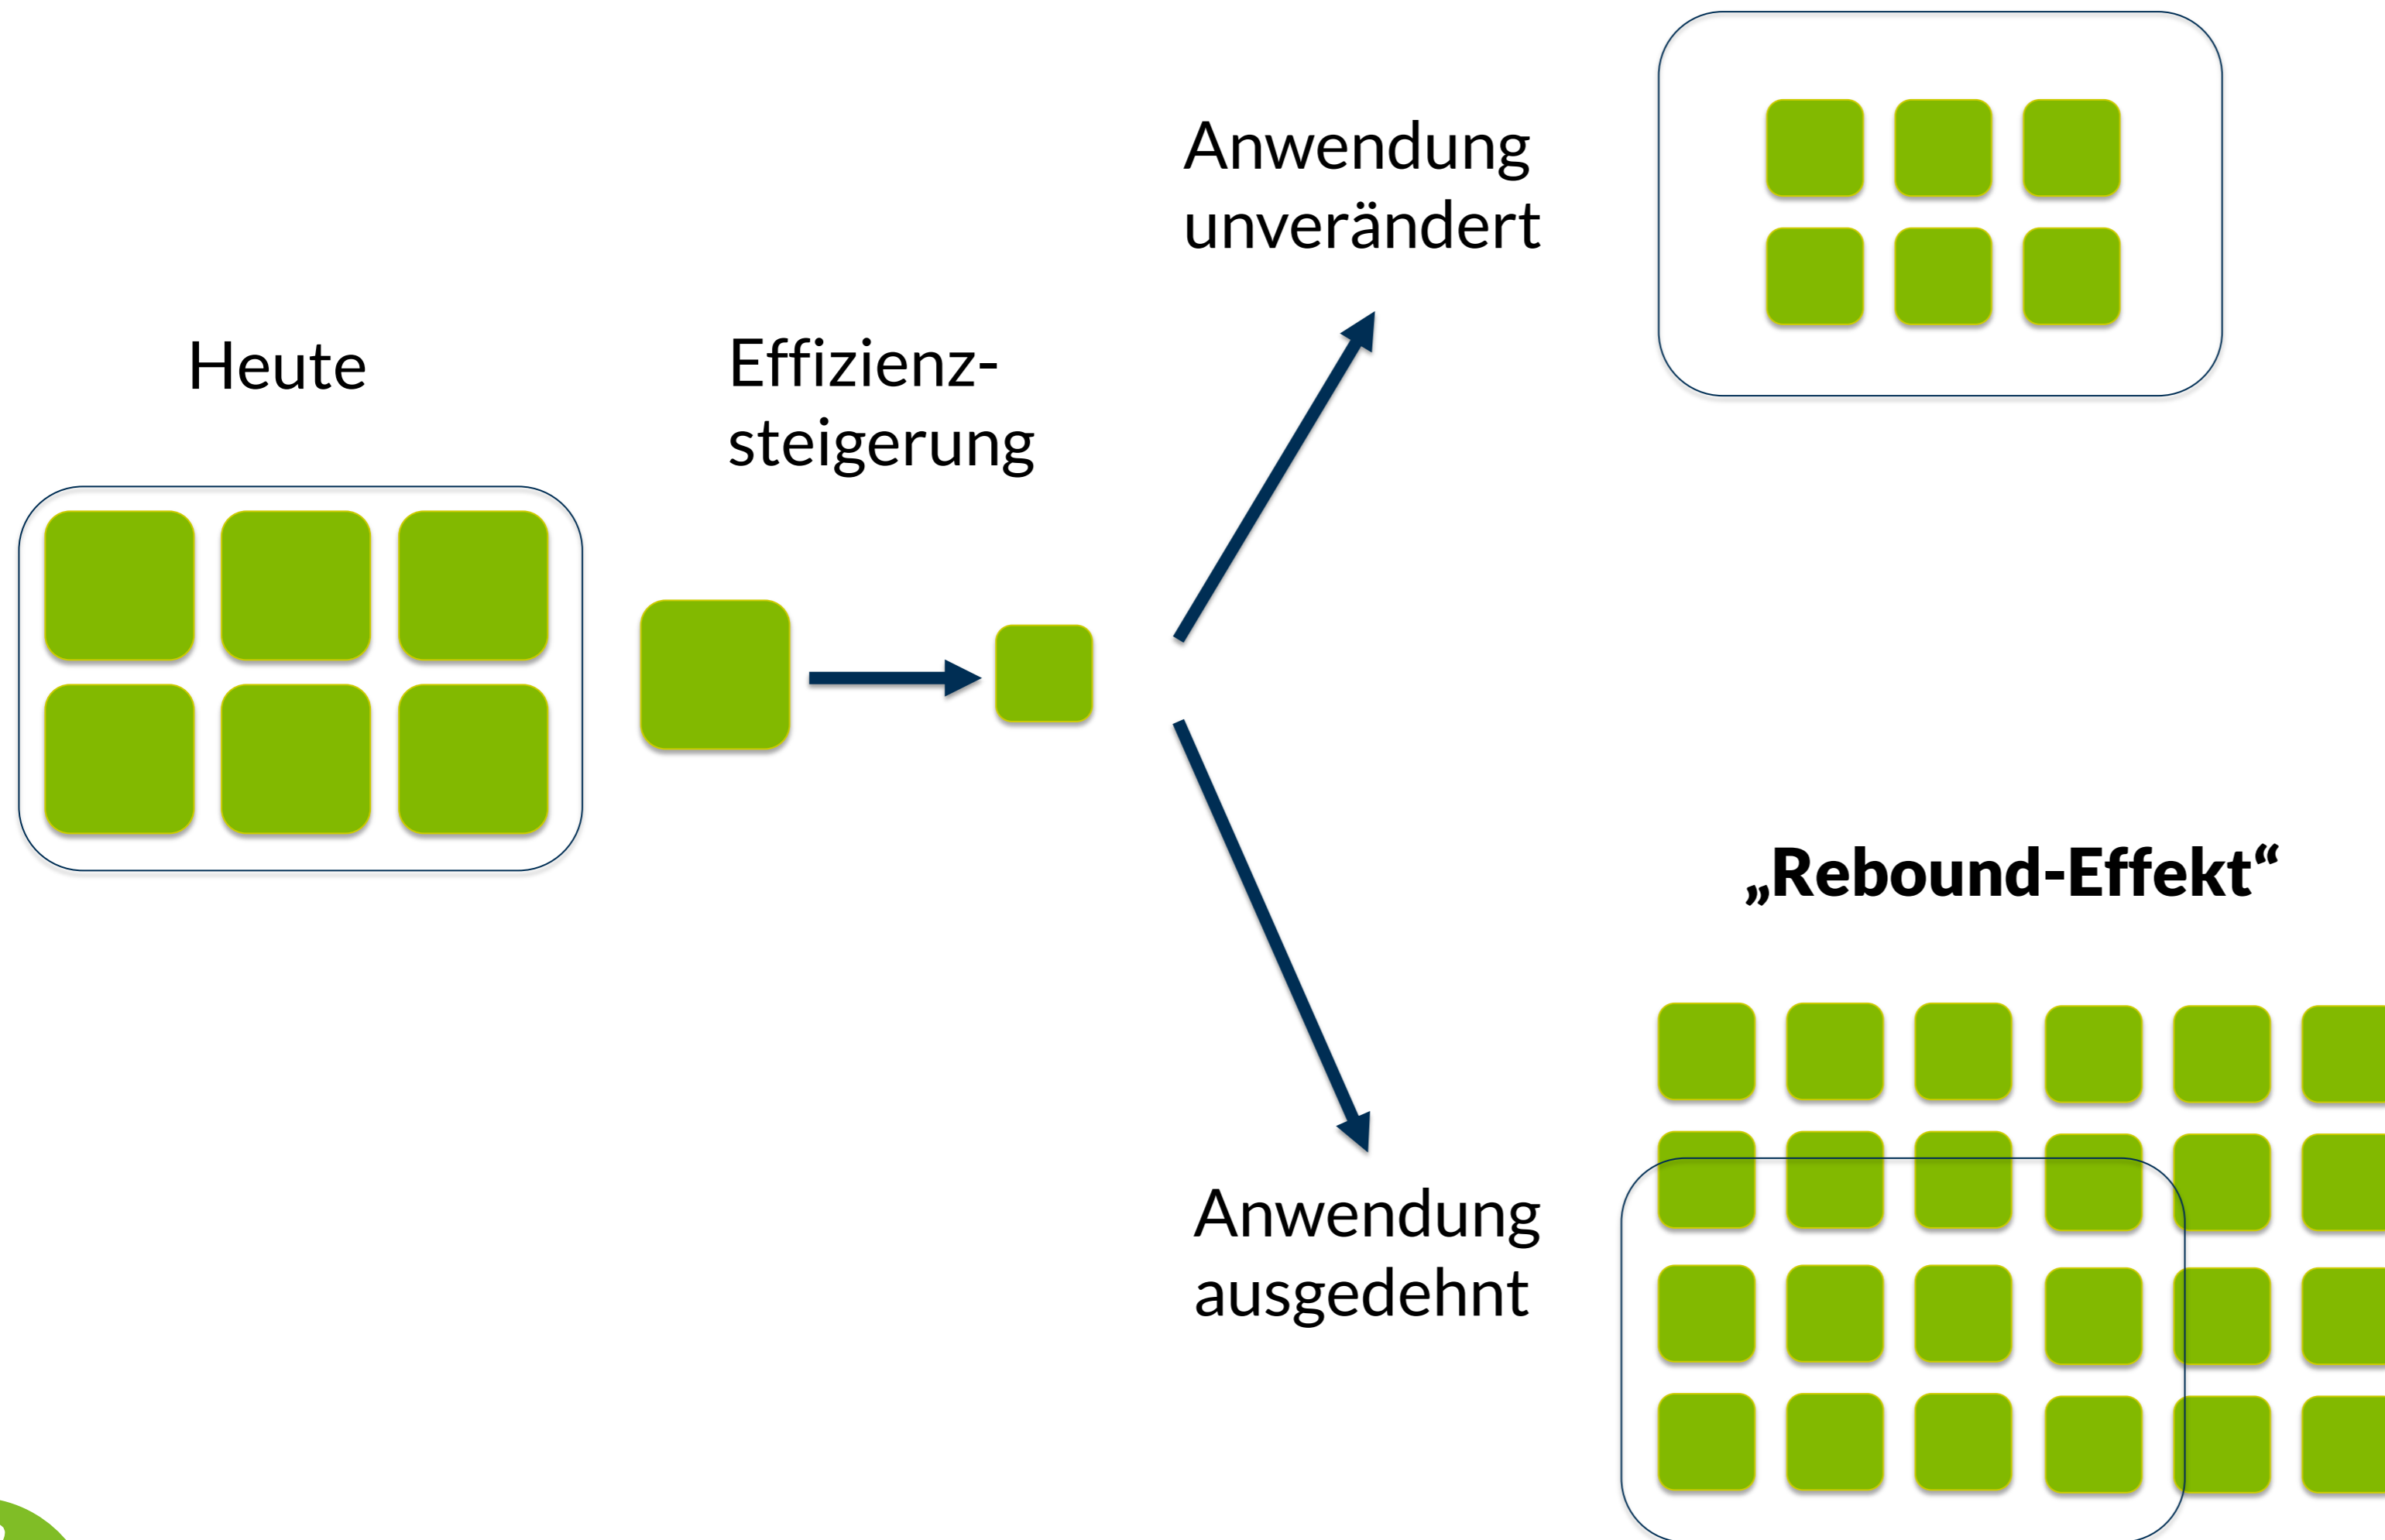 Heute
Effizienz-
steigerung
Anwendung
unverändert
„Rebound-Effekt“
Anwendung
ausgedehnt